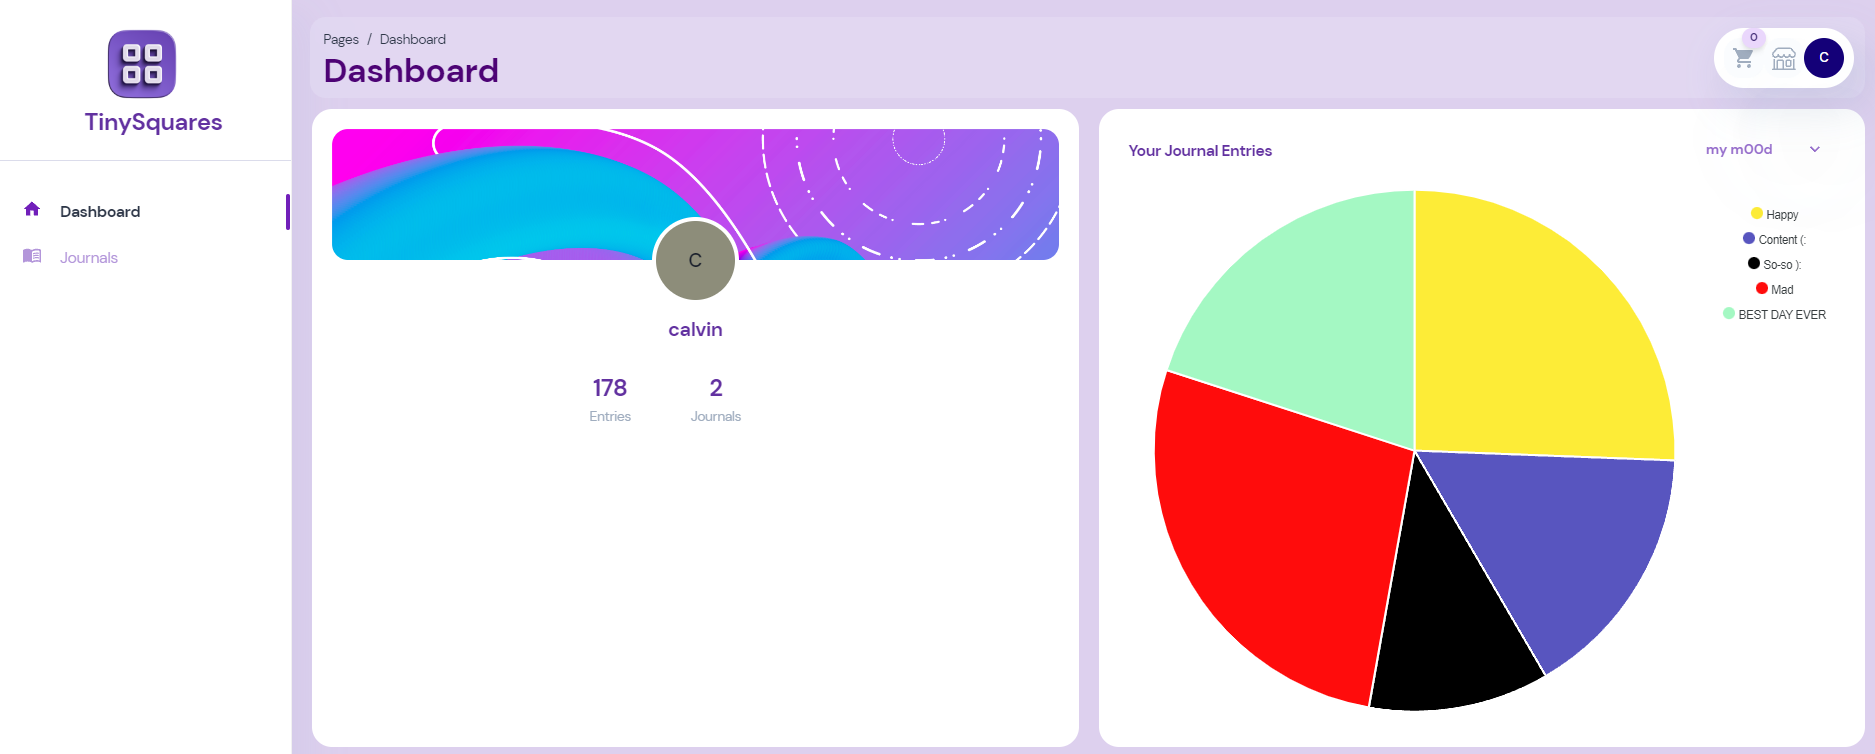 TinySquares
Dashboard
Journals
Pages / Dashboard
Dashboard
0
C
C
calvin
178 2
Entries Journals
Your Journal Entries
my m00d
Happy
Content (:
So-so ):
Mad
BEST DAY EVER